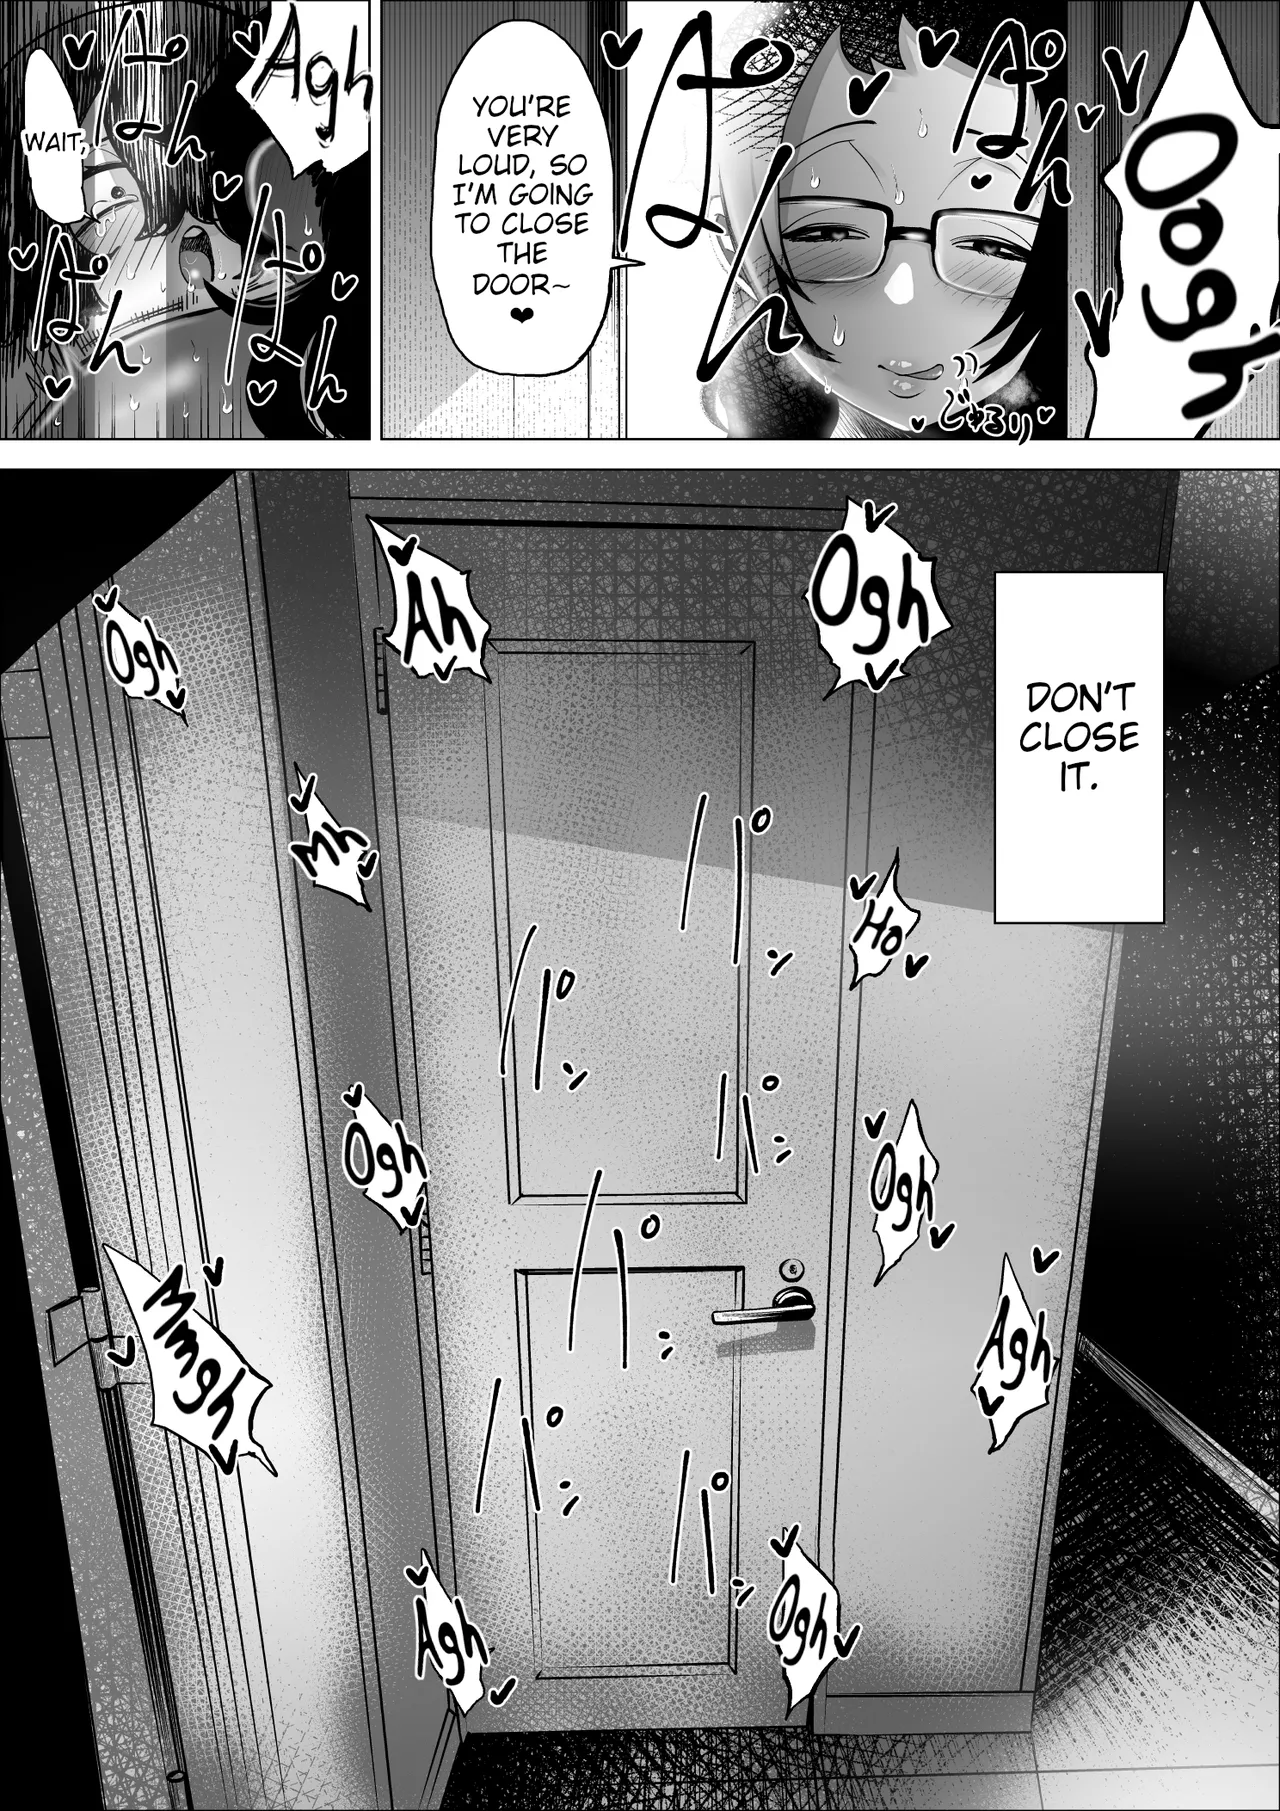 Oogh
ぱんっ
ぱん
じゅるり
YOU'RE
VERY
LOUD, SO
I'M GOING
TO CLOSE
THE
DOOR~
♥
Agh
ぱん
WAIT,
ぱん
ぱん
DON'T
CLOSE
IT.
Ogh
Ah
Ogh
Mh
パン
Ho
パン
パン
Ogh
Ogh
パン
Mmgh
Agh
パン
パン
Agh
Ogh